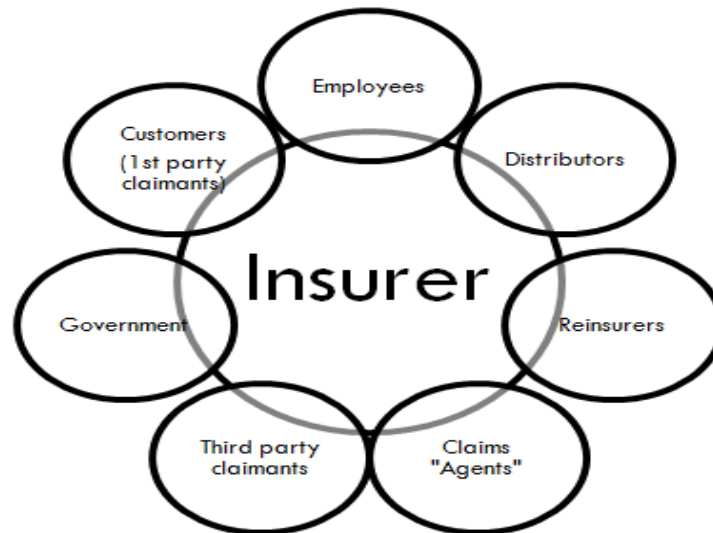 Employees
Customers
(1st party
claimants)
Distributors
Insurer
Government
Reinsurers
Third party
claimants
Claims
"Agents"